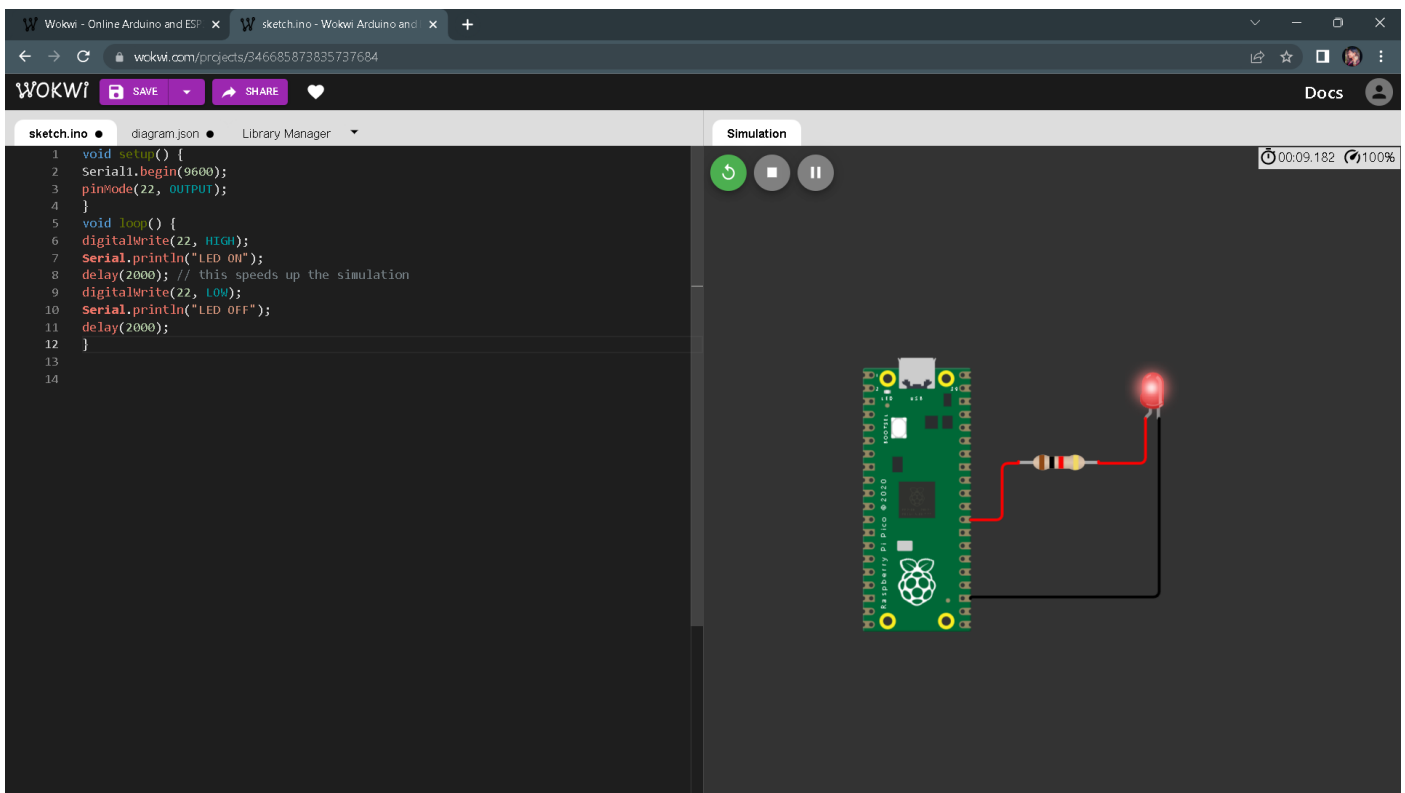 Wokwi - Online Arduino and ESP
sketch.ino - Wokwi Arduino and
wokwi.com/projects/346685873835737684
WOKWi
SAVE
SHARE
Docs
sketch.ino ●
diagram.json ●
Library Manager
Simulation
00:09.182
100%
1 void setup() {
2 Serial1.begin(9600);
3 pinMode(22, OUTPUT);
4 }
5 void loop() {
6 digitalWrite(22, HIGH);
7 Serial.println("LED ON");
8 delay(2000); // this speeds up the simulation
9 digitalWrite(22, LOW);
10 Serial.println("LED OFF");
11 delay(2000);
12 }
13
14
LED
USB
BOOTSEL
Raspberry Pi Pico ©2020